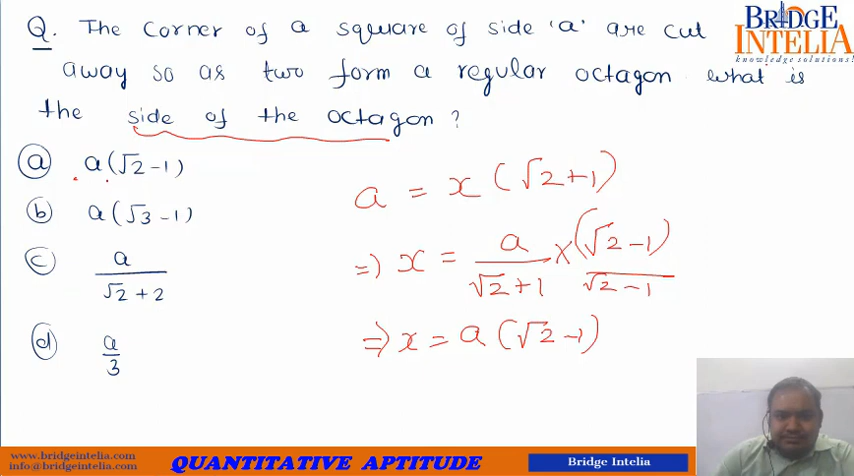 Q. The corner of a square of side 'a' are cut
away so as two form a regular octagon what is
the side of the octagon ?
BRIDGE
INTELIA
knowledge solutions!
(a) a(√2-1)
(b) a(√3-1)
(c) a/(√2+2)
(d) a/3
a = x(√2+1)
=) x = a/(√2+1) × (√2-1)/(√2-1)
=) x = a(√2-1)
www.bridgeintelia.com
info@bridgeintelia.com
QUANTITATIVE APTITUDE
Bridge Intelia